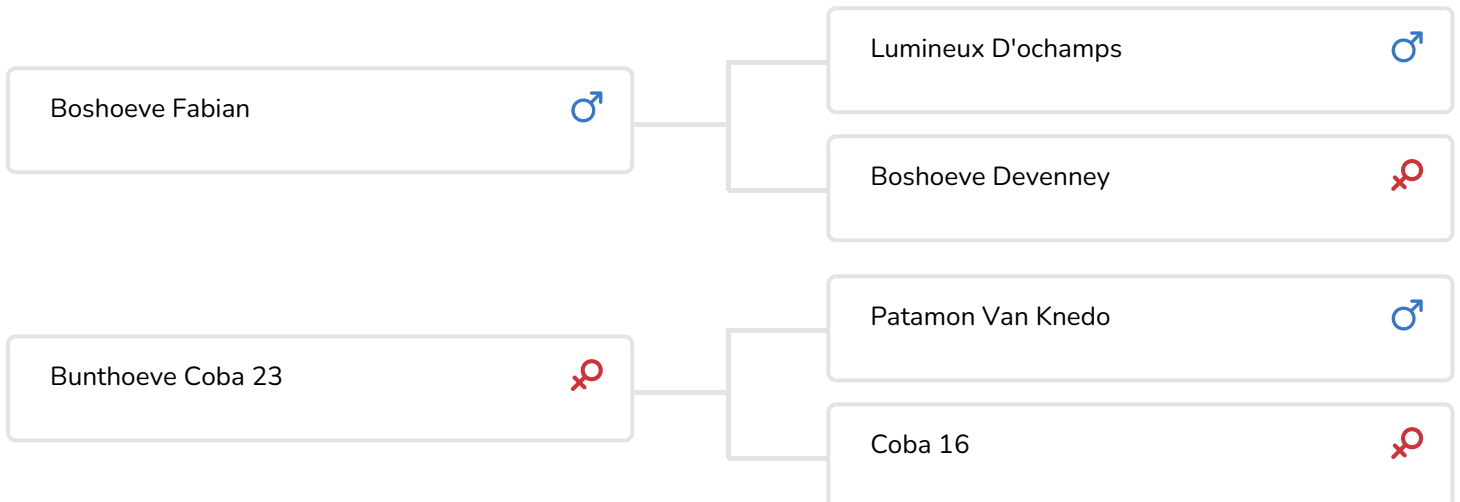 Lumineux D'ochamps
Boshoeve Fabian
Boshoeve Devenney
Patamon Van Knedo
Bunthoeve Coba 23
Coba 16